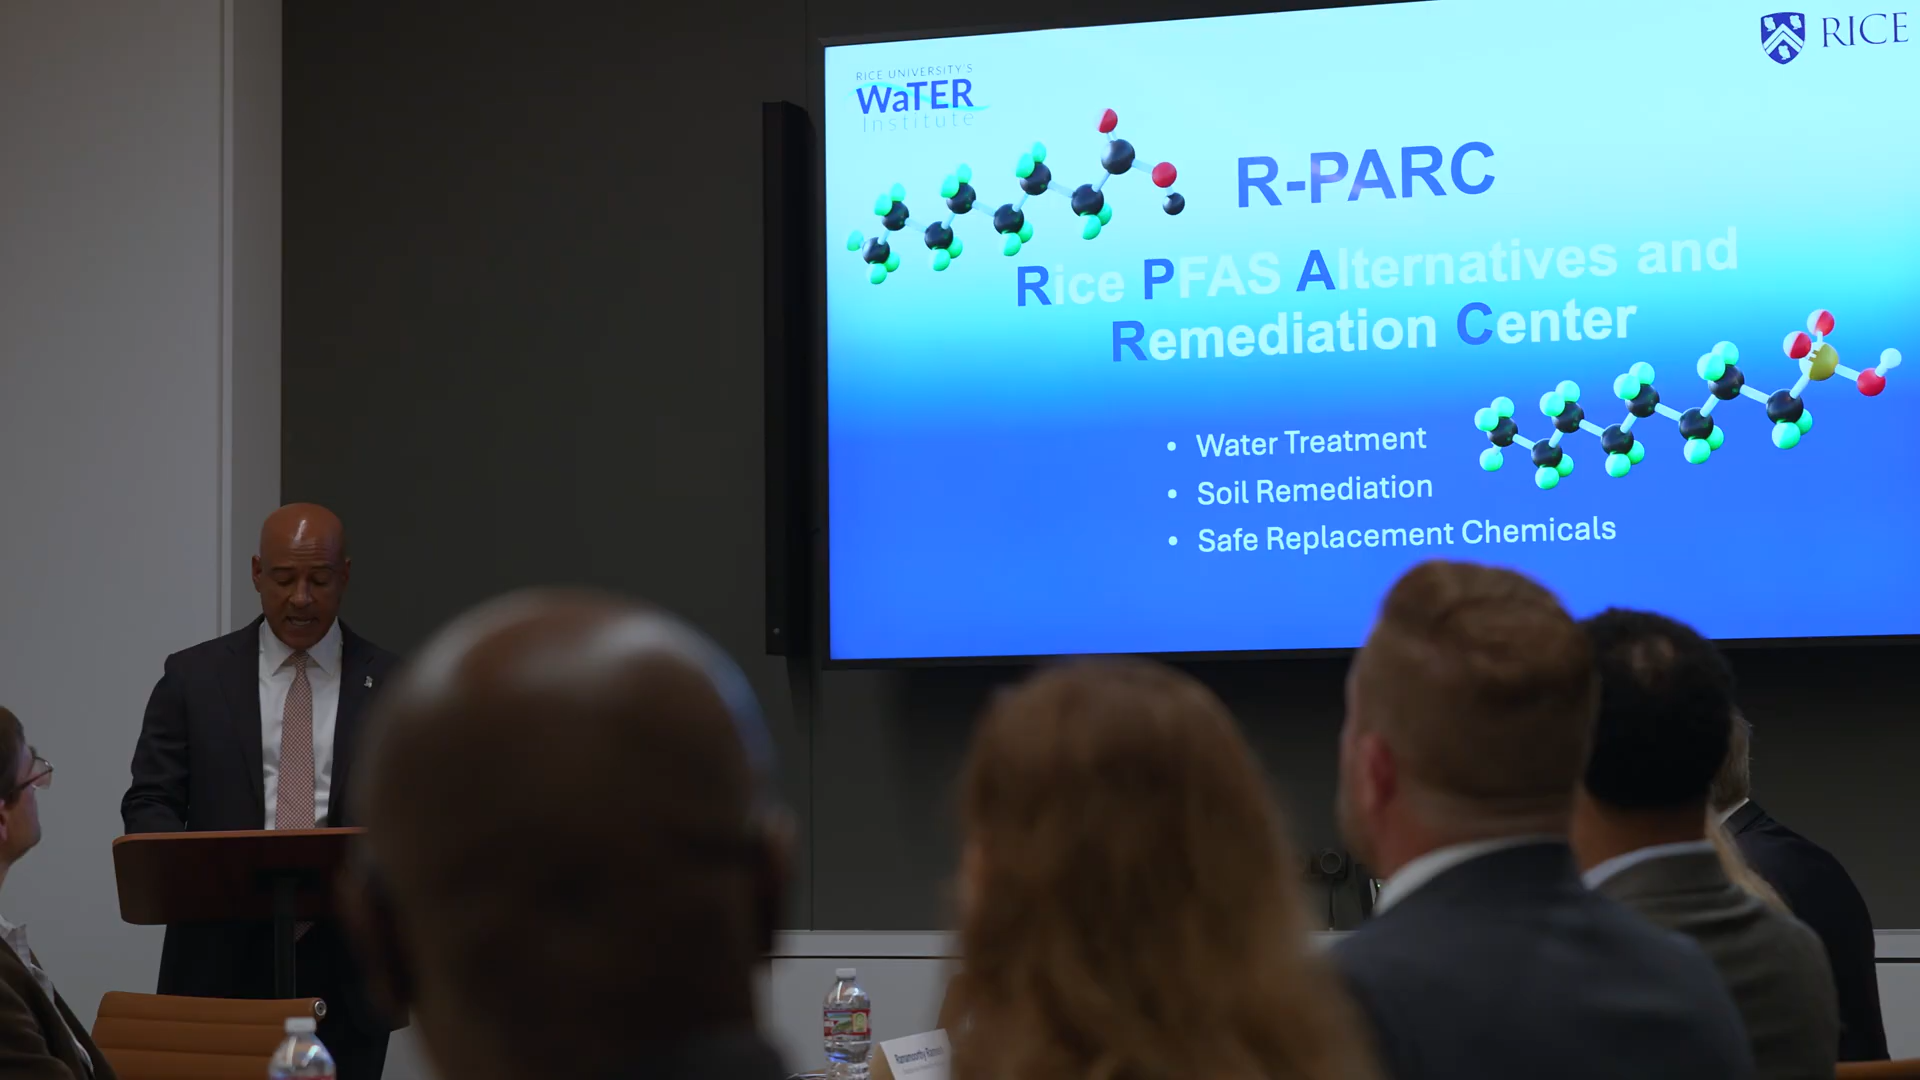 RICE UNIVERSITY'S
WaTER
Institute
RICE
R-PARC
Rice PFAS Alternatives and
Remediation Center
• Water Treatment
• Soil Remediation
• Safe Replacement Chemicals